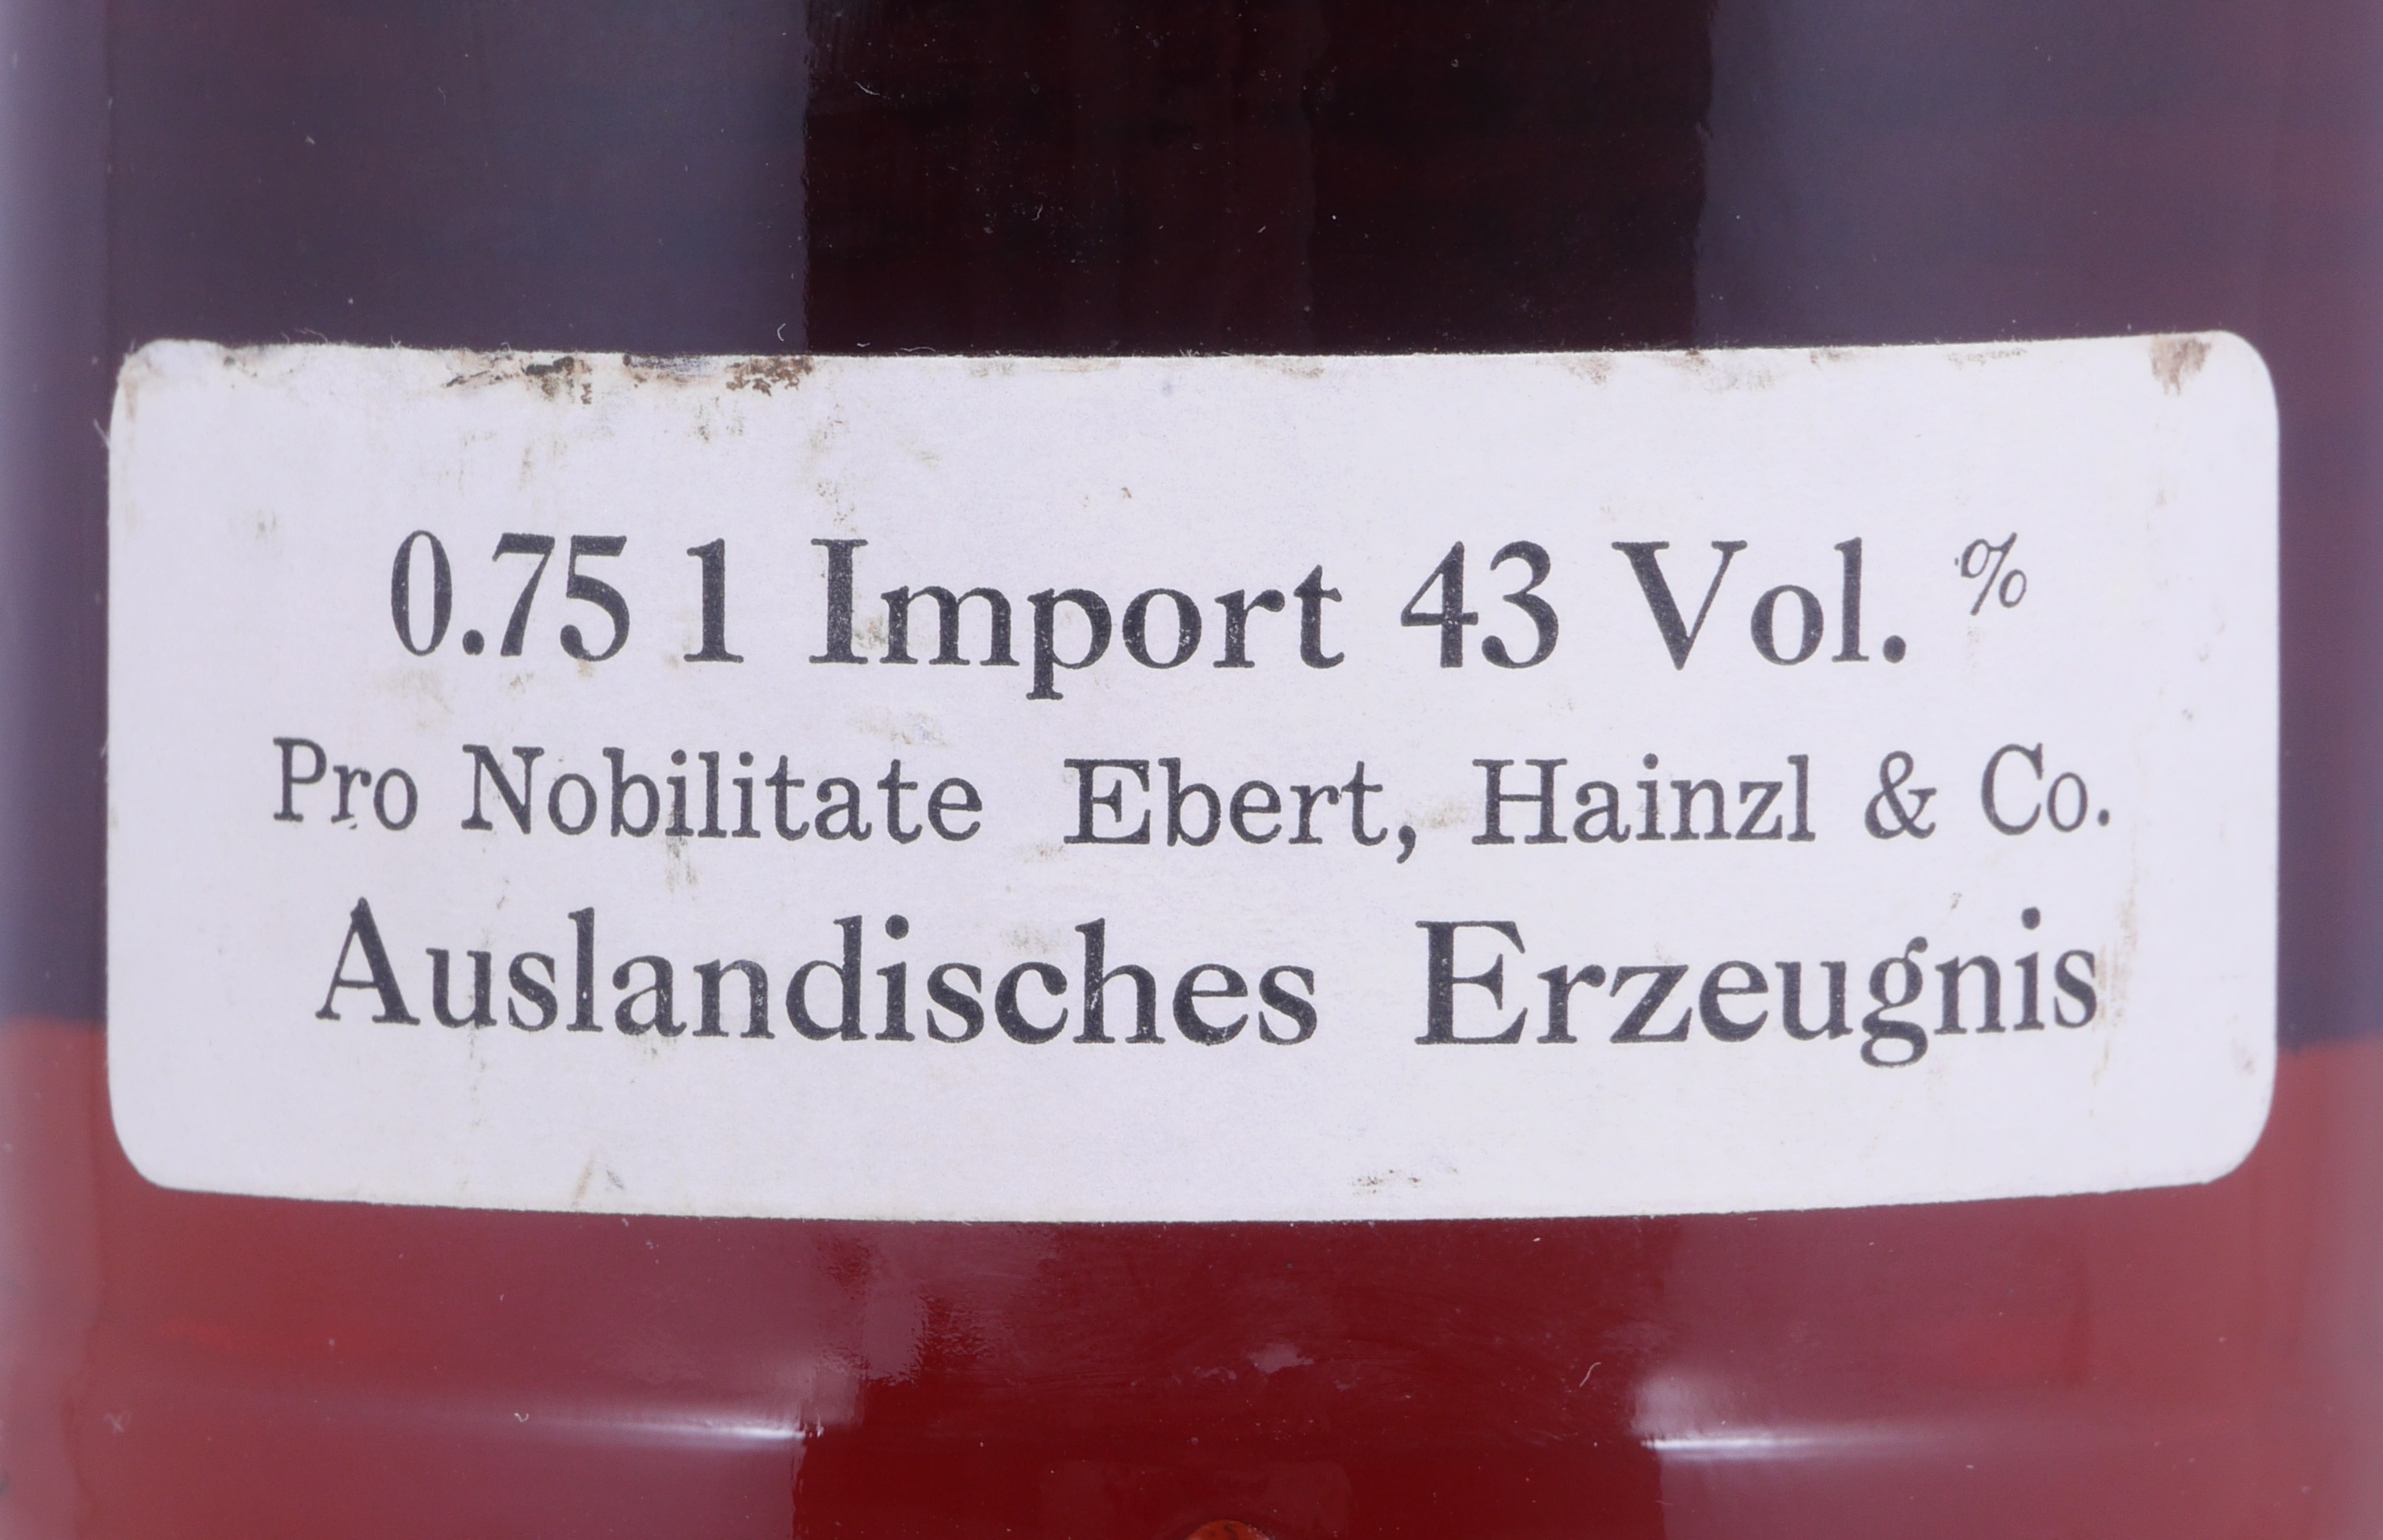 0.75 l Import 43 Vol. %
Pro Nobilitate Ebert, Hainzl & Co.
Auslandisches Erzeugnis